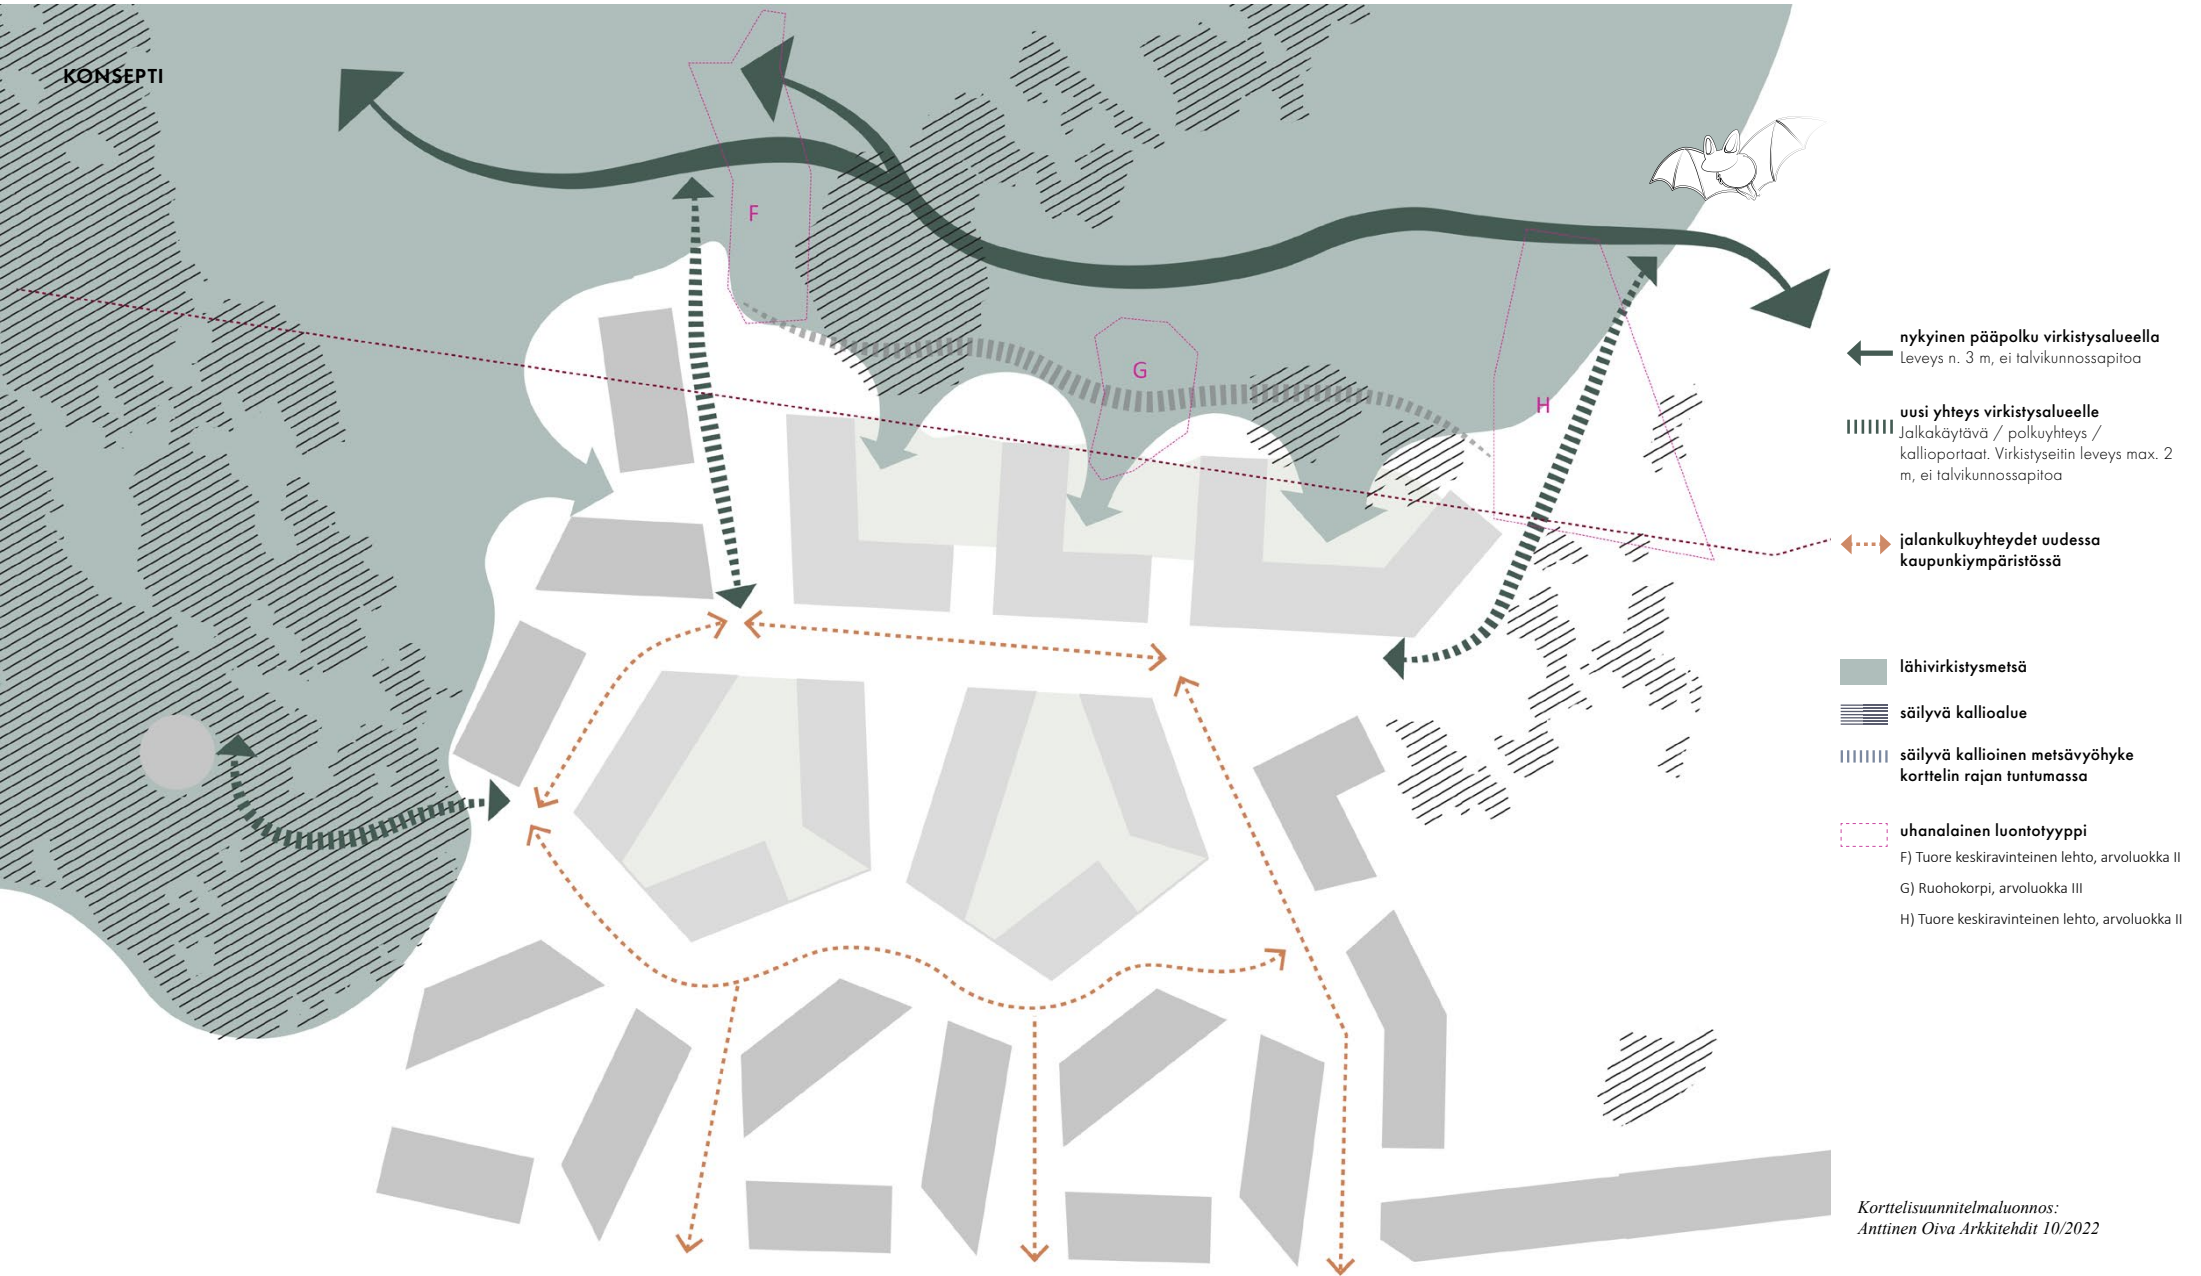 KONSEPTI
F
G
H
nykyinen pääpolku virkistysalueella
Leveys n. 3 m, ei talvikunnossapitoa
uusi yhteys virkistysalueelle
Jalkakäytävä / polkuyhteys /
kallioportaat. Virkistyseitin leveys max. 2
m, ei talvikunnossapitoa
jalankulkuyhteydet uudessa
kaupunkiympäristössä
lähivirkistysmetsä
säilyvä kallioalue
säilyvä kallioinen metsävyöhyke
korttelin rajan tuntumassa
uhanalainen luontotyyppi
F) Tuore keskiravinteinen lehto, arvoluokka II
G) Ruohokorpi, arvoluokka III
H) Tuore keskiravinteinen lehto, arvoluokka II
Korttelisuunnitelmaluonnos:
Anttinen Oiva Arkkitehdit 10/2022